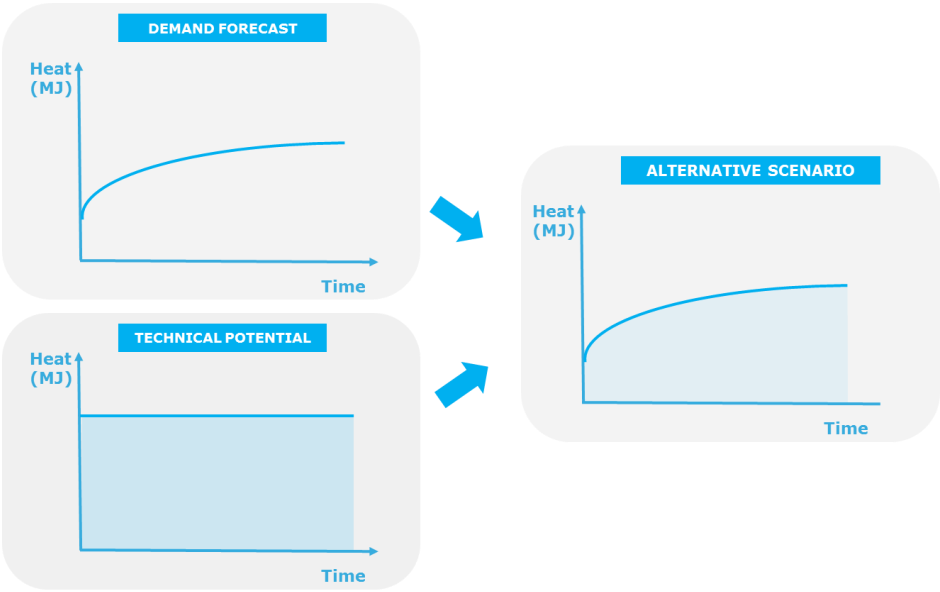 DEMAND FORECAST
Heat
(MJ)
Time
TECHNICAL POTENTIAL
Heat
(MJ)
Time
ALTERNATIVE SCENARIO
Heat
(MJ)
Time